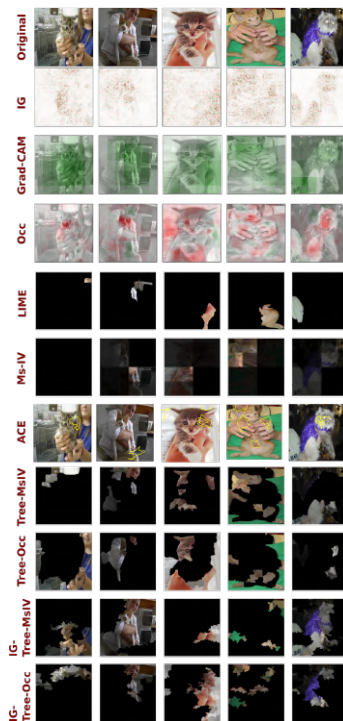 Original
IG
Grad-CAM
Occ
LIME
Ms-IV
ACE
Tree-MsIV
Tree-Occ
IG-
Tree-MsIV
IG-
Tree-Occ